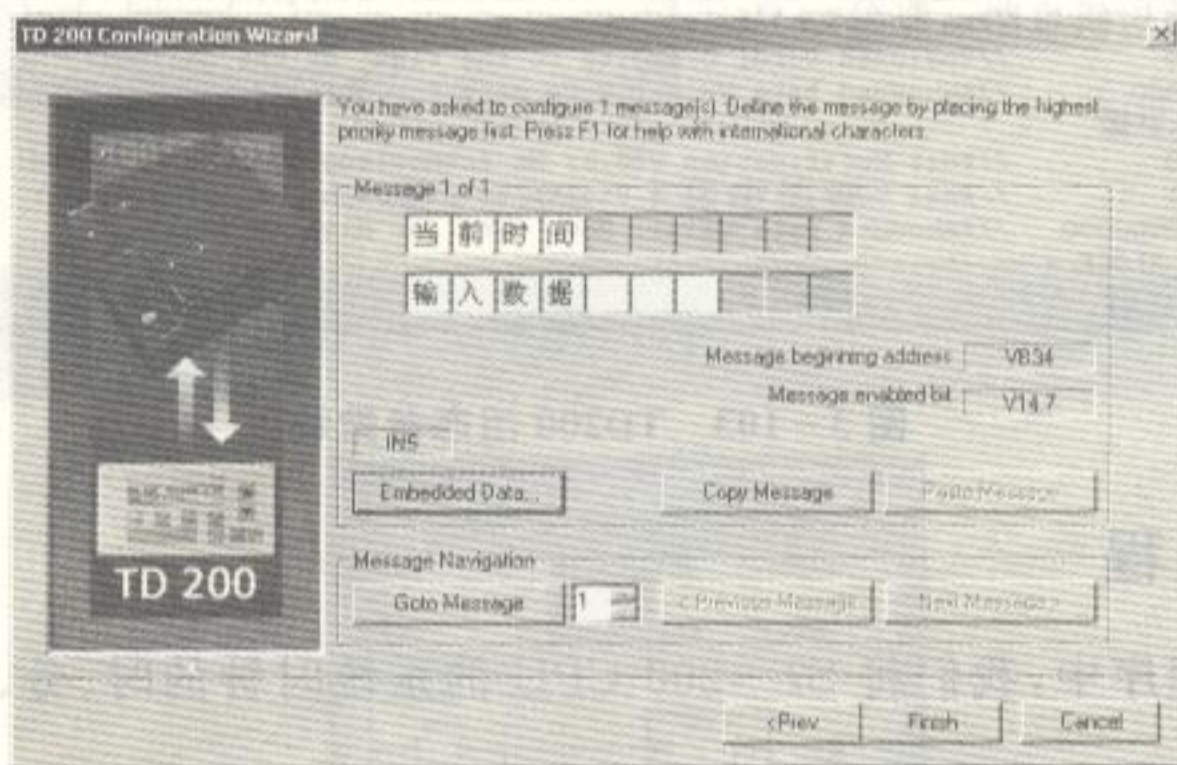 TD 200 Configuration Wizard
You have asked to configure 1 message(s). Define the message by placing the highest
priority message first. Press F1 for help with international characters.
Message 1 of 1
当前时间
输入数据
Message beginning address VB34
Message enabled bit V14.7
INS
Embedded Data... Copy Message Paste Message
Message Navigation
Goto Message 1 < Previous Message Next Message >
TD 200
<Prev Finish Cancel